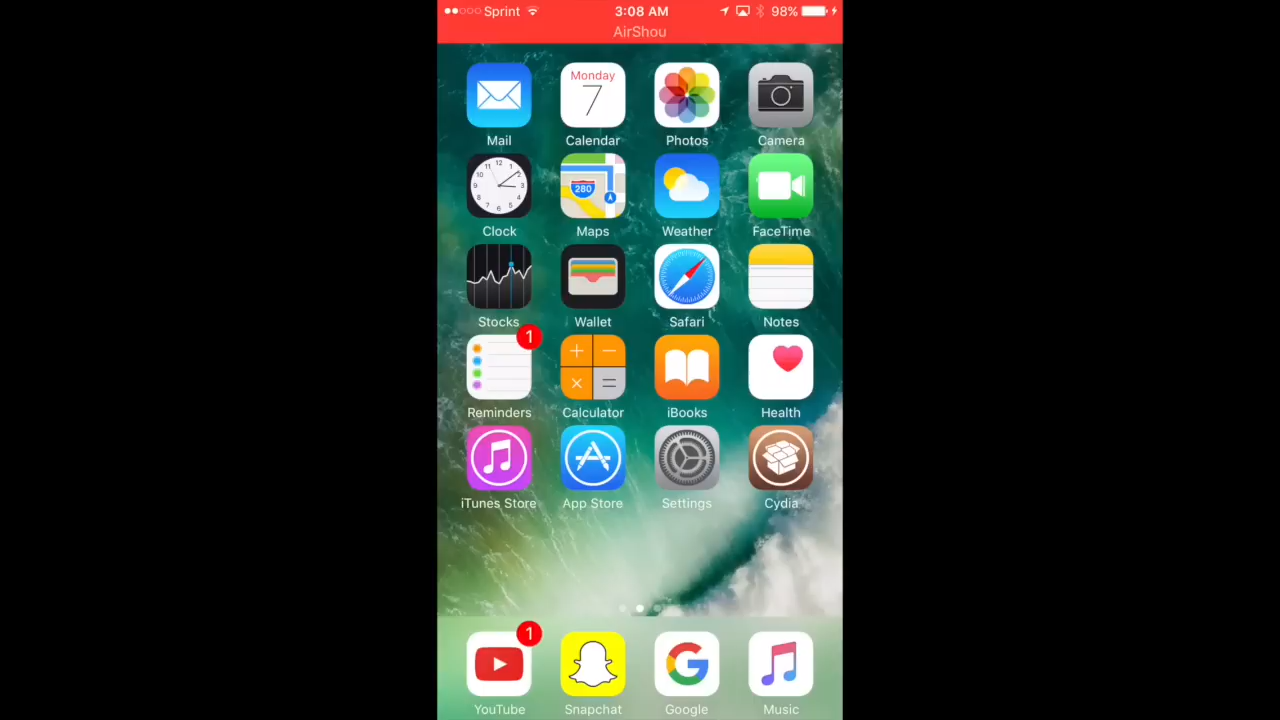 Sprint 3:08 AM 98%
AirShou
Monday
7
Mail Calendar Photos Camera
280
Clock Maps Weather FaceTime
Stocks Wallet Safari Notes
1
Reminders Calculator iBooks Health
iTunes Store App Store Settings Cydia
1
YouTube Snapchat Google Music